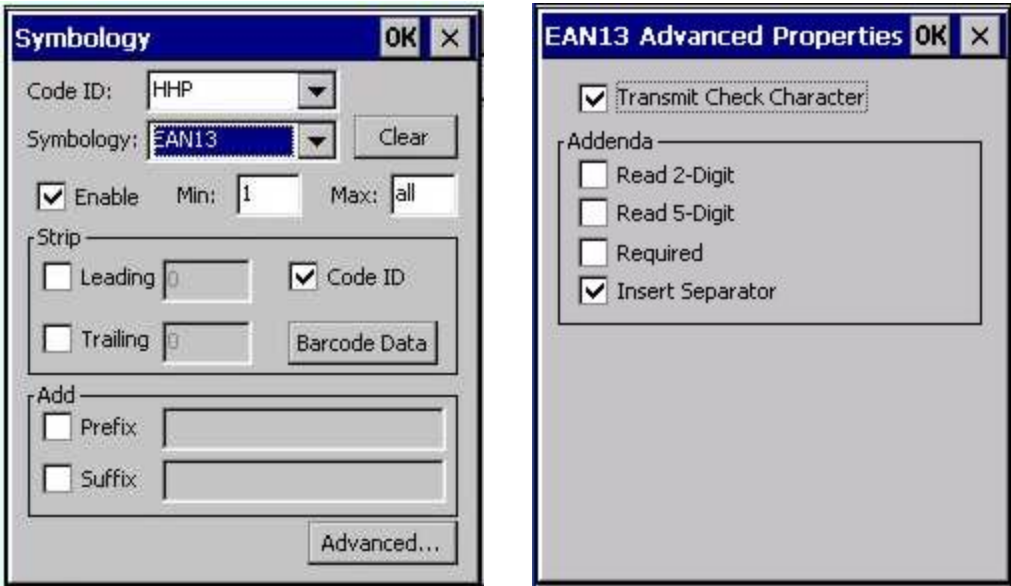 Symbology OK ×
Code ID: HHP
Symbology: EAN13 Clear
Enable Min: 1 Max: all
Strip
Leading 0 Code ID
Trailing 0 Barcode Data
Add
Prefix
Suffix
Advanced...
EAN13 Advanced Properties OK ×
Transmit Check Character
Addenda
Read 2-Digit
Read 5-Digit
Required
Insert Separator